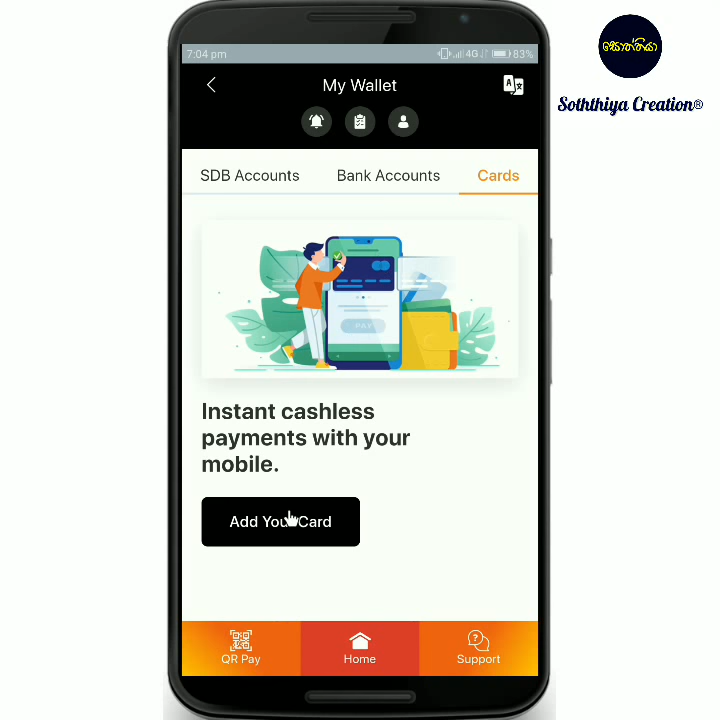 7:04 pm
4G
83%
සොත්තියා
Soththiya Creation®
My Wallet
SDB Accounts
Bank Accounts
Cards
PAY
Instant cashless
payments with your
mobile.
Add Your Card
QR Pay
Home
Support